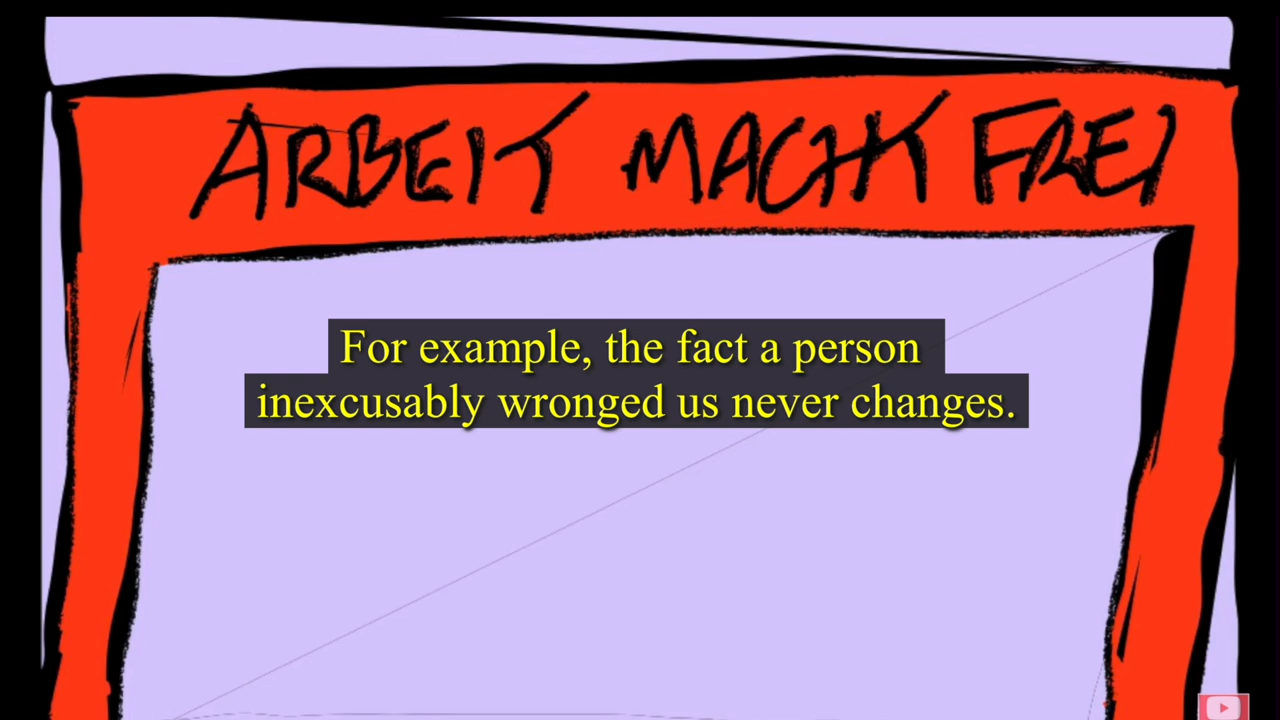 ARBEIT MACHT FREI
For example, the fact a person
inexcusably wronged us never changes.